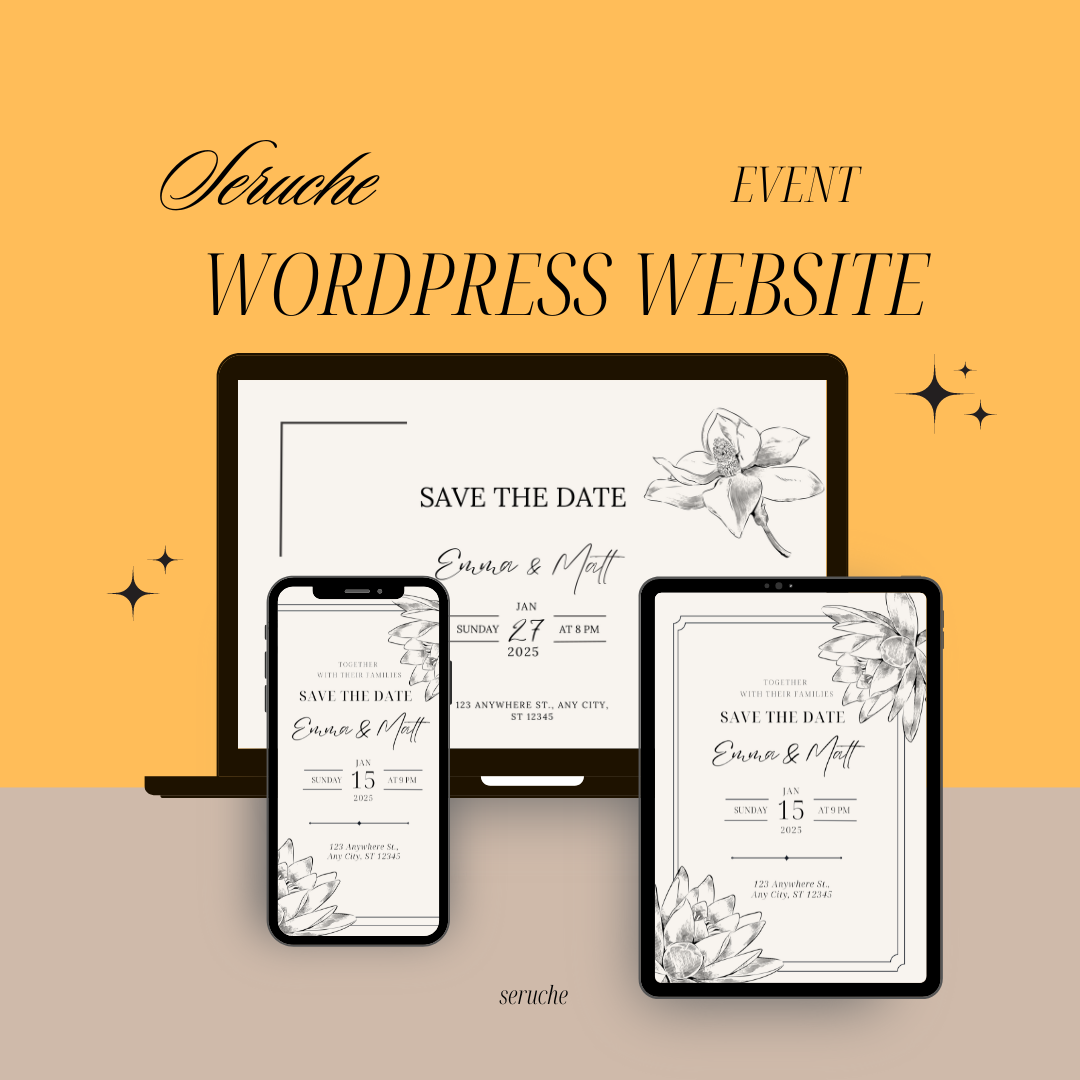 Seruche
EVENT
WORDPRESS WEBSITE
SAVE THE DATE
Emma & Matt
JAN
SUNDAY 27 AT 8 PM
2025
123 ANYWHERE ST., ANY CITY,
ST 12345
TOGETHER
WITH THEIR FAMILIES
SAVE THE DATE
Emma & Matt
JAN
SUNDAY 15 AT 9 PM
2025
123 Anywhere St.,
Any City, ST 12345
TOGETHER
WITH THEIR FAMILIES
SAVE THE DATE
Emma & Matt
JAN
SUNDAY 15 AT 9 PM
2025
123 Anywhere St.,
Any City, ST 12345
seruche